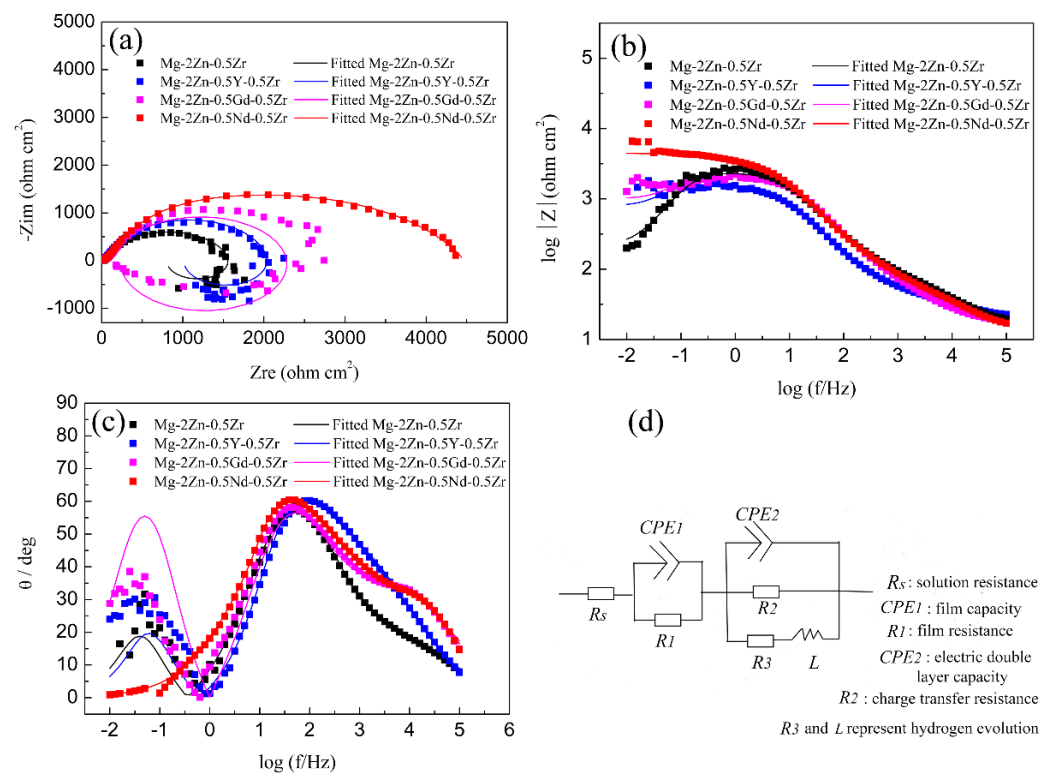 (a)
Mg-2Zn-0.5Zr
Fitted Mg-2Zn-0.5Zr
Mg-2Zn-0.5Y-0.5Zr
Fitted Mg-2Zn-0.5Y-0.5Zr
Mg-2Zn-0.5Gd-0.5Zr
Fitted Mg-2Zn-0.5Gd-0.5Zr
Mg-2Zn-0.5Nd-0.5Zr
Fitted Mg-2Zn-0.5Nd-0.5Zr
-Zim (ohm cm²)
5000
4000
3000
2000
1000
0
-1000
0
1000
2000
3000
4000
5000
Zre (ohm cm²)
(b)
Mg-2Zn-0.5Zr
Fitted Mg-2Zn-0.5Zr
Mg-2Zn-0.5Y-0.5Zr
Fitted Mg-2Zn-0.5Y-0.5Zr
Mg-2Zn-0.5Gd-0.5Zr
Fitted Mg-2Zn-0.5Gd-0.5Zr
Mg-2Zn-0.5Nd-0.5Zr
Fitted Mg-2Zn-0.5Nd-0.5Zr
log |Z| (ohm cm²)
5
4
3
2
1
-2
-1
0
1
2
3
4
5
log (f/Hz)
(c)
Mg-2Zn-0.5Zr
Fitted Mg-2Zn-0.5Zr
Mg-2Zn-0.5Y-0.5Zr
Fitted Mg-2Zn-0.5Y-0.5Zr
Mg-2Zn-0.5Gd-0.5Zr
Fitted Mg-2Zn-0.5Gd-0.5Zr
Mg-2Zn-0.5Nd-0.5Zr
Fitted Mg-2Zn-0.5Nd-0.5Zr
θ / deg
90
80
70
60
50
40
30
20
10
0
-2
-1
0
1
2
3
4
5
6
log (f/Hz)
(d)
CPE1
CPE2
Rs
R1
R2
R3
L
Rs : solution resistance
CPE1 : film capacity
R1 : film resistance
CPE2 : electric double
layer capacity
R2 : charge transfer resistance
R3 and L represent hydrogen evolution